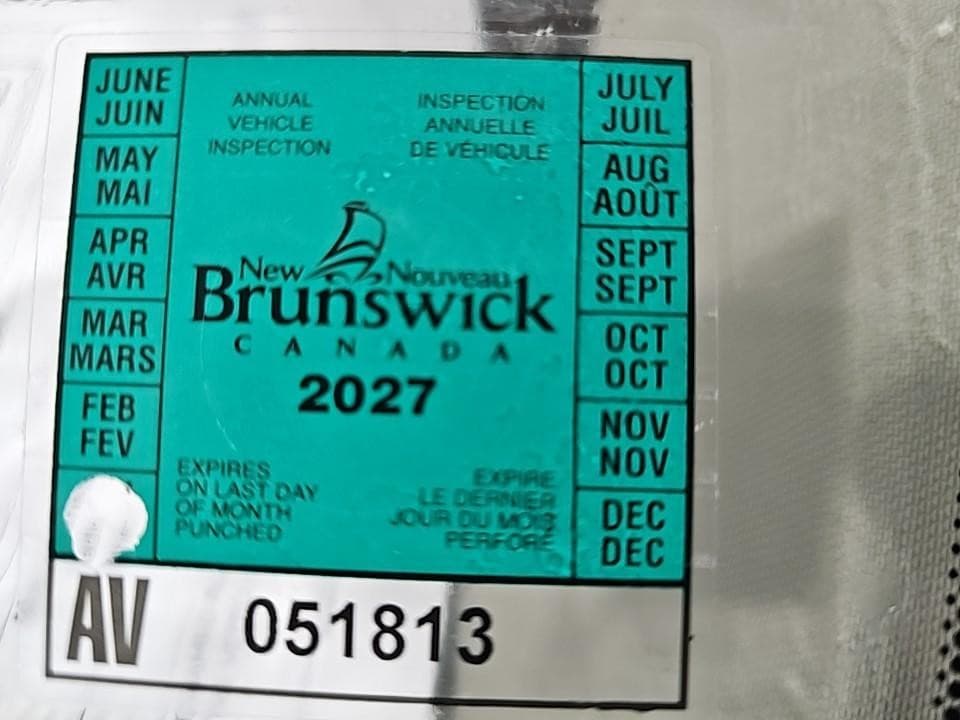 JUNE
JUIN
MAY
MAI
APR
AVR
MAR
MARS
FEB
FEV
ANNUAL
VEHICLE
INSPECTION
INSPECTION
ANNUELLE
DE VÉHICULE
New Nouveau
Brunswick
CANADA
2027
EXPIRES
ON LAST DAY
OF MONTH
PUNCHED
EXPIRE
LE DERNIER
JOUR DU MOIS
PERFORÉ
JULY
JUIL
AUG
AOÛT
SEPT
SEPT
OCT
OCT
NOV
NOV
DEC
DEC
AV 051813